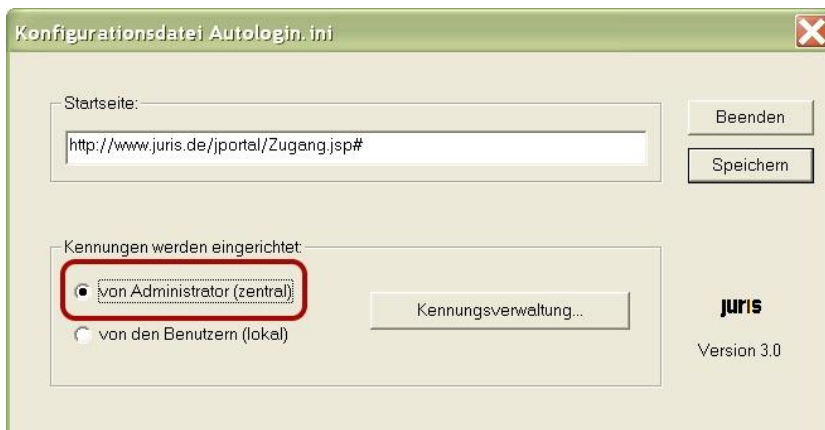 Konfigurationsdatei Autologin.ini
Startseite:
http://www.juris.de/jportal/Zugang.jsp#
Beenden
Speichern
Kennungen werden eingerichtet:
von Administrator (zentral)
von den Benutzern (lokal)
Kennungsverwaltung...
juris
Version 3.0